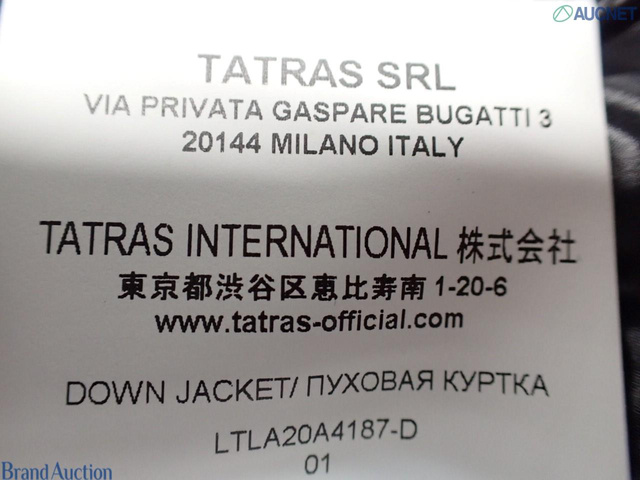 AUCNET
TATRAS SRL
VIA PRIVATA GASPARE BUGATTI 3
20144 MILANO ITALY
TATRAS INTERNATIONAL 株式会社
東京都渋谷区恵比寿南1-20-6
www.tatras-official.com
DOWN JACKET/ ПУХОВАЯ КУРТКА
LTLA20A4187-D
01
Brand Auction